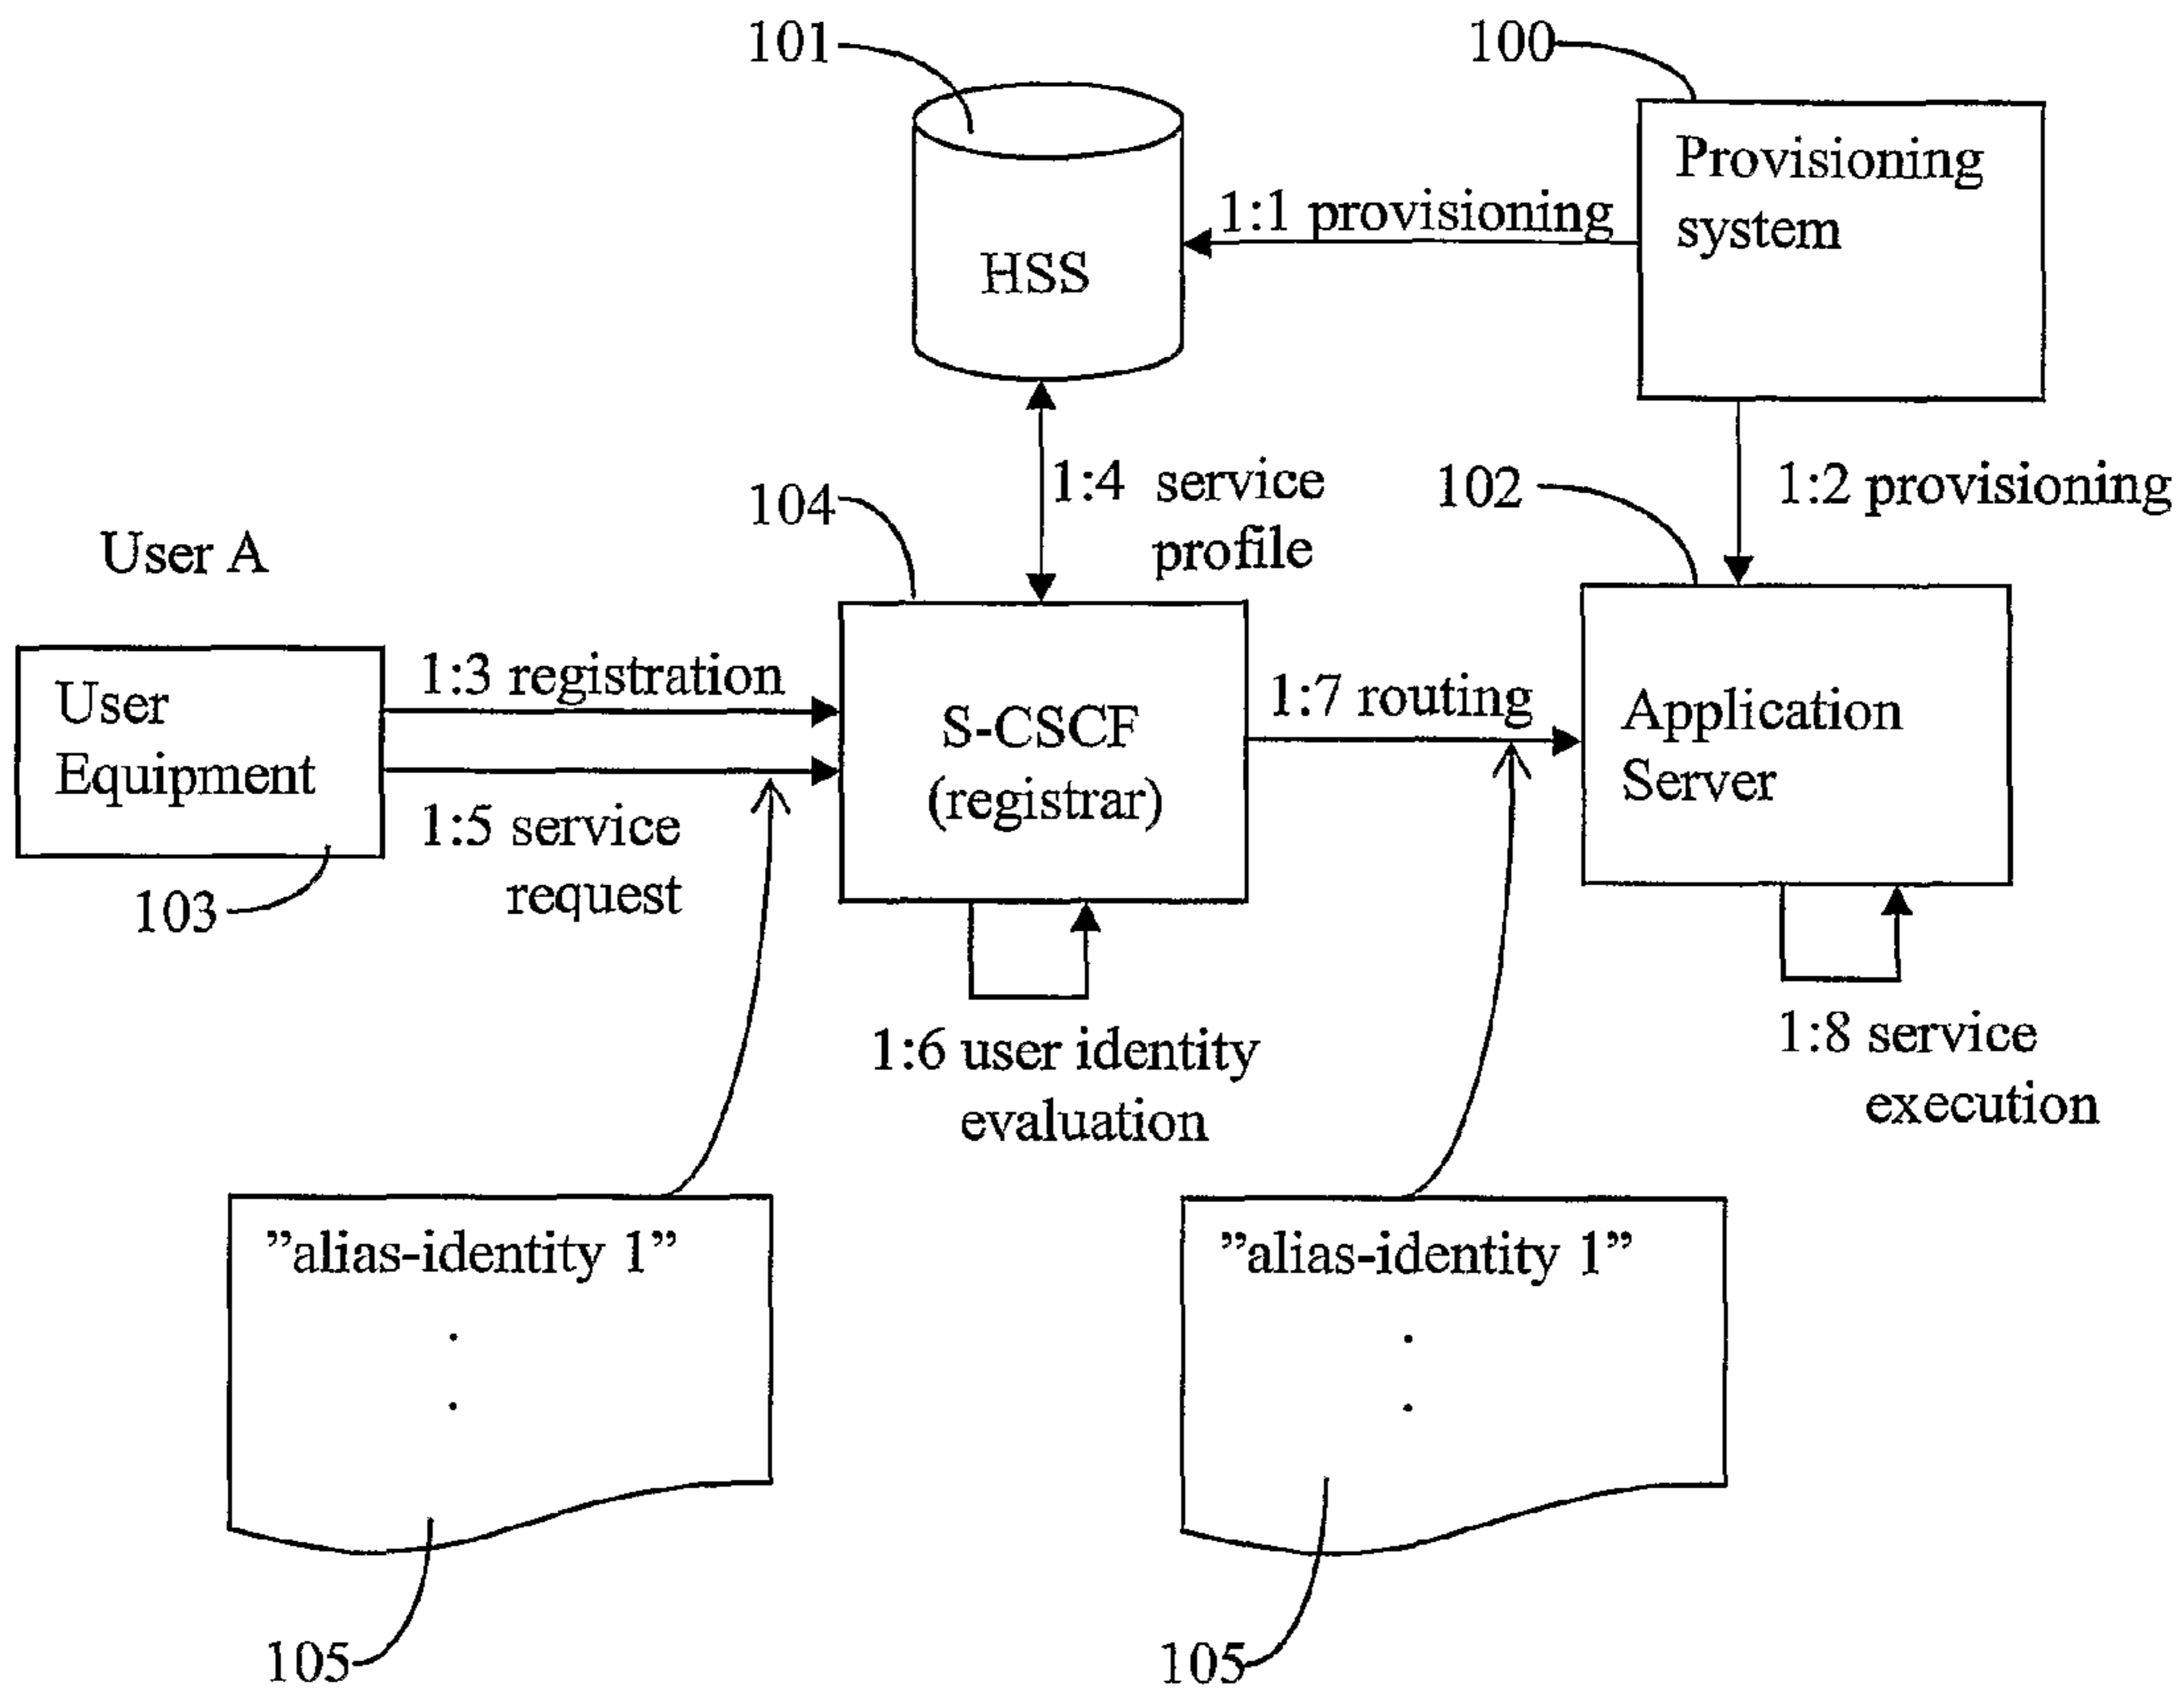 101
100
Provisioning
system
1:1 provisioning
HSS
1:4 service
profile
104
102
1:2 provisioning
User A
User
Equipment
1:3 registration
1:5 service
request
103
S-CSCF
(registrar)
1:7 routing
Application
Server
1:6 user identity
evaluation
1:8 service
execution
”alias-identity 1”
.
.
105
”alias-identity 1”
.
.
105